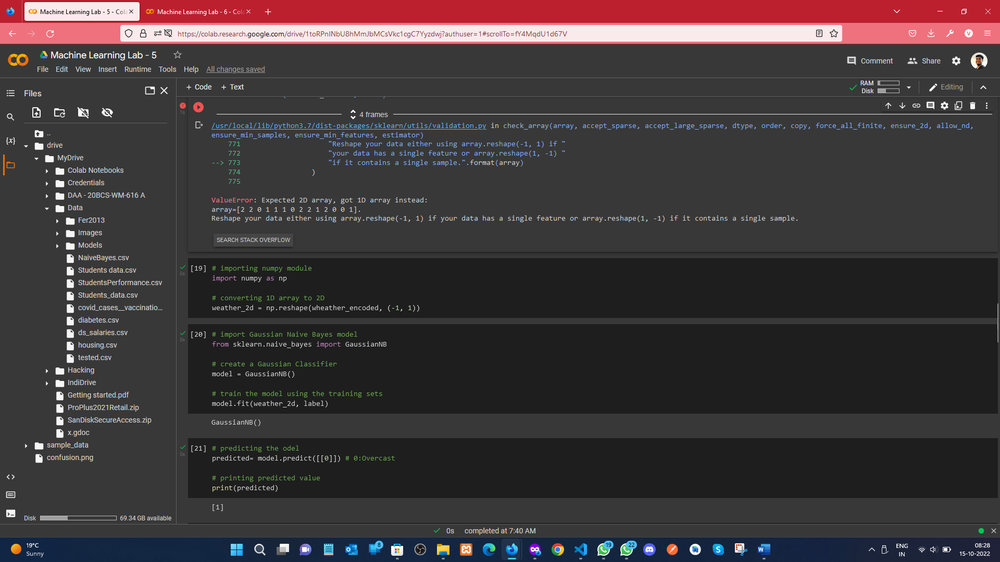 Machine Learning Lab - 5 - Cola
Machine Learning Lab - 6 - Cola
https://colab.research.google.com/drive/1toRPnINbU8hMmJbMCsVkc1cgC7Yyzdwj?authuser=1#scrollTo=fY4MqdU1d67V
Machine Learning Lab - 5
File Edit View Insert Runtime Tools Help All changes saved
Comment
Share
Files
+ Code + Text
RAM
Disk
Editing
..
drive
MyDrive
Colab Notebooks
Credentials
DAA - 20BCS-WM-616 A
Data
Fer2013
Images
Models
NaiveBayes.csv
Students data.csv
StudentsPerformance.csv
Students_data.csv
covid_cases__vaccinatio...
diabetes.csv
ds_salaries.csv
housing.csv
tested.csv
Hacking
IndiDrive
Getting started.pdf
ProPlus2021Retail.zip
SanDiskSecureAccess.zip
x.gdoc
sample_data
confusion.png
Disk 69.34 GB available
1s
4 frames
/usr/local/lib/python3.7/dist-packages/sklearn/utils/validation.py in check_array(array, accept_sparse, accept_large_sparse, dtype, order, copy, force_all_finite, ensure_2d, allow_nd,
ensure_min_samples, ensure_min_features, estimator)
771 "Reshape your data either using array.reshape(-1, 1) if "
772 "your data has a single feature or array.reshape(1, -1) "
--> 773 "if it contains a single sample.".format(array)
774 )
775
ValueError: Expected 2D array, got 1D array instead:
array=[2 2 0 1 1 1 0 2 2 1 2 0 0 1].
Reshape your data either using array.reshape(-1, 1) if your data has a single feature or array.reshape(1, -1) if it contains a single sample.
SEARCH STACK OVERFLOW
0s
[19] # importing numpy module
import numpy as np
# converting 1D array to 2D
weather_2d = np.reshape(wheather_encoded, (-1, 1))
0s
[20] # import Gaussian Naive Bayes model
from sklearn.naive_bayes import GaussianNB
# create a Gaussian Classifier
model = GaussianNB()
# train the model using the training sets
model.fit(weather_2d, label)
GaussianNB()
0s
[21] # predicting the odel
predicted= model.predict([[0]]) # 0:Overcast
# printing predicted value
print(predicted)
[1]
0s completed at 7:40 AM
19°C
Sunny
8
19
22
ENG
IN
08:28
15-10-2022